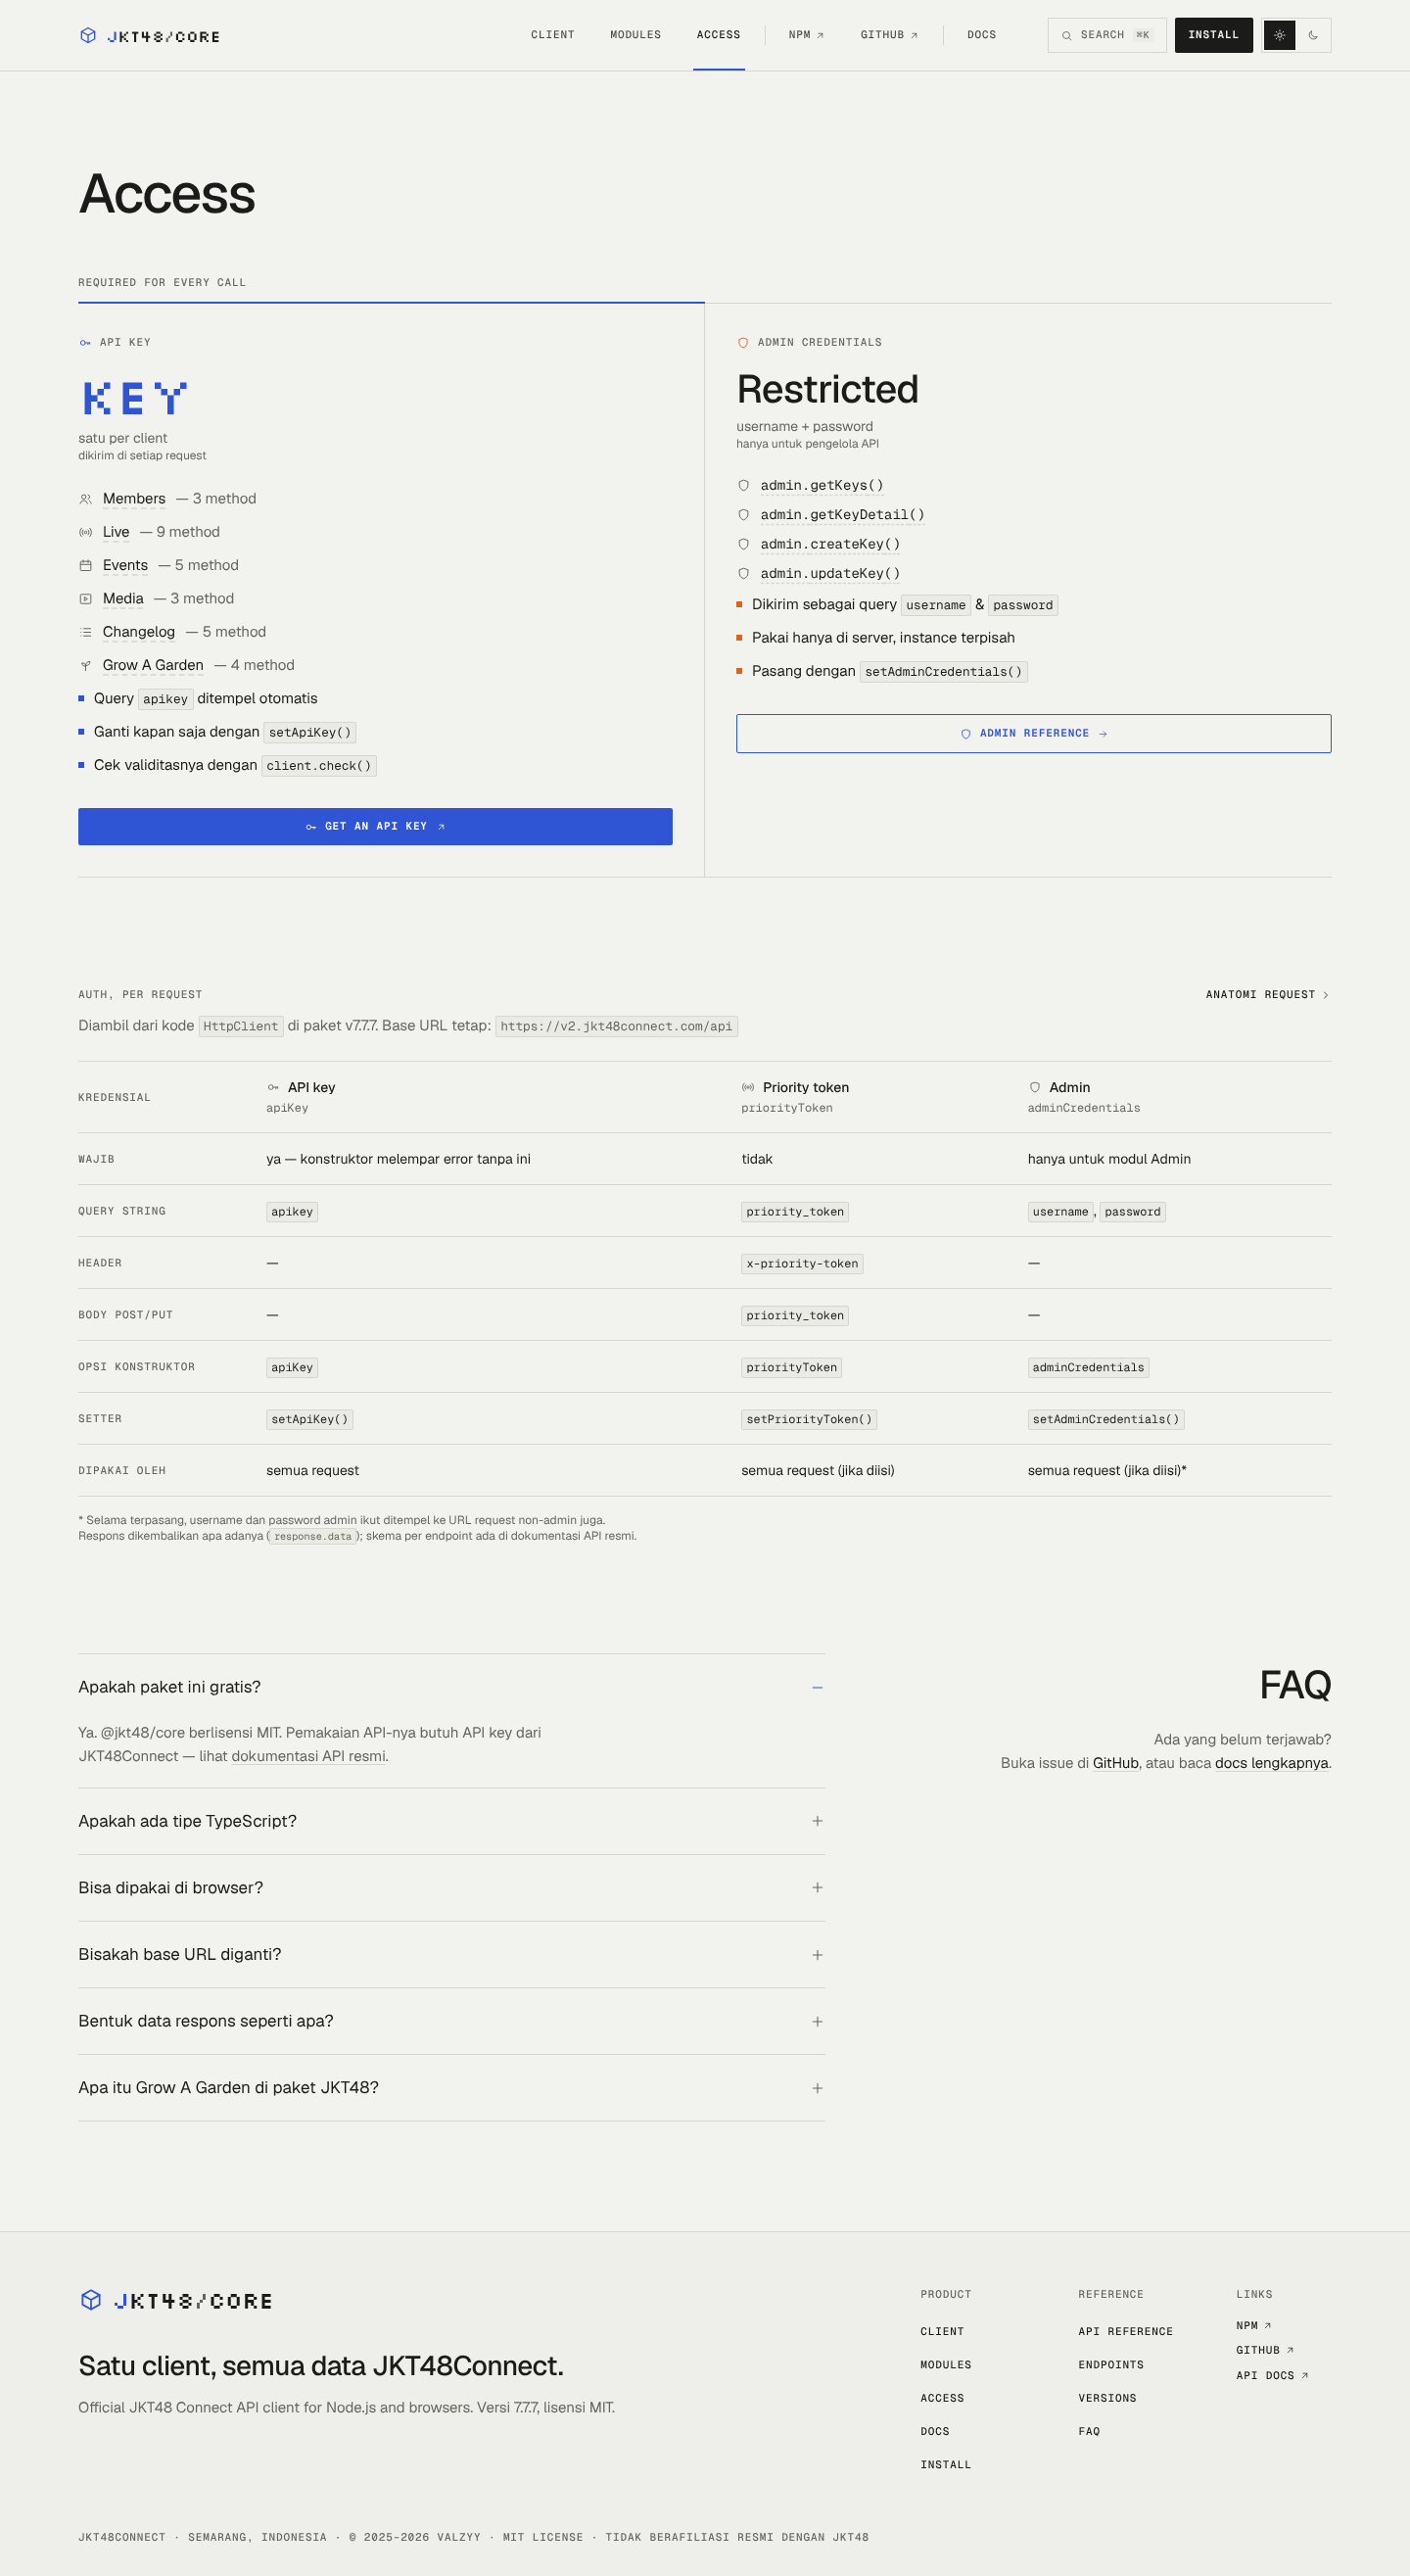 JKT48/CORE
CLIENT MODULES ACCESS NPM ↗ GITHUB ↗ DOCS SEARCH ⌘K INSTALL
Access
REQUIRED FOR EVERY CALL
API KEY
KEY
satu per client
dikirim di setiap request
Members — 3 method
Live — 9 method
Events — 5 method
Media — 3 method
Changelog — 5 method
Grow A Garden — 4 method
Query apikey ditempel otomatis
Ganti kapan saja dengan setApiKey()
Cek validitasnya dengan client.check()
GET AN API KEY ↗
ADMIN CREDENTIALS
Restricted
username + password
hanya untuk pengelola API
admin.getKeys()
admin.getKeyDetail()
admin.createKey()
admin.updateKey()
Dikirim sebagai query username & password
Pakai hanya di server, instance terpisah
Pasang dengan setAdminCredentials()
ADMIN REFERENCE →
AUTH, PER REQUEST
ANATOMI REQUEST >
Diambil dari kode HttpClient di paket v7.7.7. Base URL tetap: https://v2.jkt48connect.com/api
KREDENSIAL API key Priority token Admin
apiKey priorityToken adminCredentials
WAJIB ya — konstruktor melempar error tanpa ini tidak hanya untuk modul Admin
QUERY STRING apikey priority_token username, password
HEADER — x-priority-token —
BODY POST/PUT — priority_token —
OPSI KONSTRUKTOR apiKey priorityToken adminCredentials
SETTER setApiKey() setPriorityToken() setAdminCredentials()
DIPAKAI OLEH semua request semua request (jika diisi) semua request (jika diisi)*
* Selama terpasang, username dan password admin ikut ditempel ke URL request non-admin juga.
Respons dikembalikan apa adanya (response.data); skema per endpoint ada di dokumentasi API resmi.
Apakah paket ini gratis?
Ya. @jkt48/core berlisensi MIT. Pemakaian API-nya butuh API key dari
JKT48Connect — lihat dokumentasi API resmi.
Apakah ada tipe TypeScript?
Bisa dipakai di browser?
Bisakah base URL diganti?
Bentuk data respons seperti apa?
Apa itu Grow A Garden di paket JKT48?
FAQ
Ada yang belum terjawab?
Buka issue di GitHub, atau baca docs lengkapnya.
JKT48/CORE
Satu client, semua data JKT48Connect.
Official JKT48 Connect API client for Node.js and browsers. Versi 7.7.7, lisensi MIT.
PRODUCT
CLIENT
MODULES
ACCESS
DOCS
INSTALL
REFERENCE
API REFERENCE
ENDPOINTS
VERSIONS
FAQ
LINKS
NPM ↗
GITHUB ↗
API DOCS ↗
JKT48CONNECT · SEMARANG, INDONESIA · © 2025–2026 VALZYY · MIT LICENSE · TIDAK BERAFILIASI RESMI DENGAN JKT48